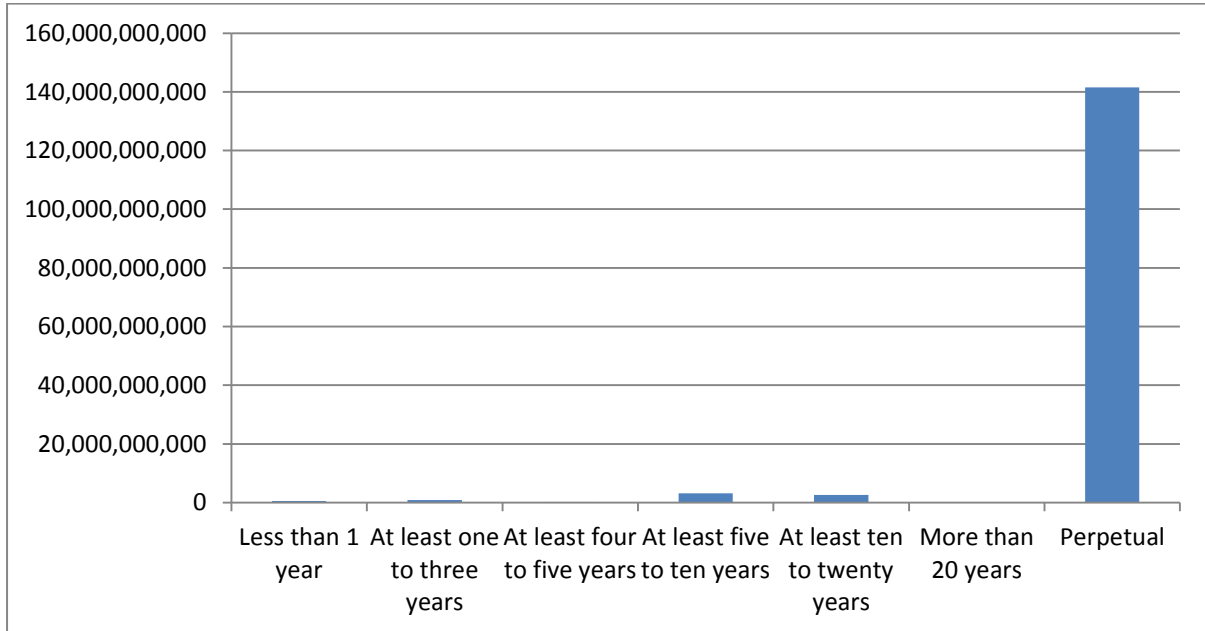 160,000,000,000
140,000,000,000
120,000,000,000
100,000,000,000
80,000,000,000
60,000,000,000
40,000,000,000
20,000,000,000
0
Less than 1
year
At least one
to three
years
At least four
to five years
At least five
to ten years
At least ten
to twenty
years
More than
20 years
Perpetual